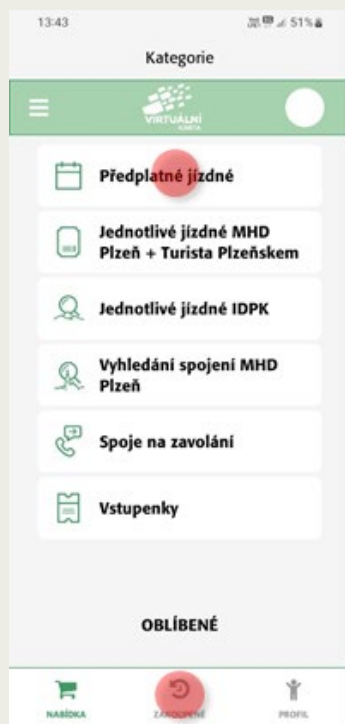 13:43
51%
Kategorie
VIRTUÁLNÍ
KARTA
Předplatné jízdné
Jednotlivé jízdné MHD
Plzeň + Turista Plzeňskem
Jednotlivé jízdné IDPK
Vyhledání spojení MHD
Plzeň
Spoje na zavolání
Vstupenky
OBLÍBENÉ
NABÍDKA
ZAKOUPENÉ
PROFIL